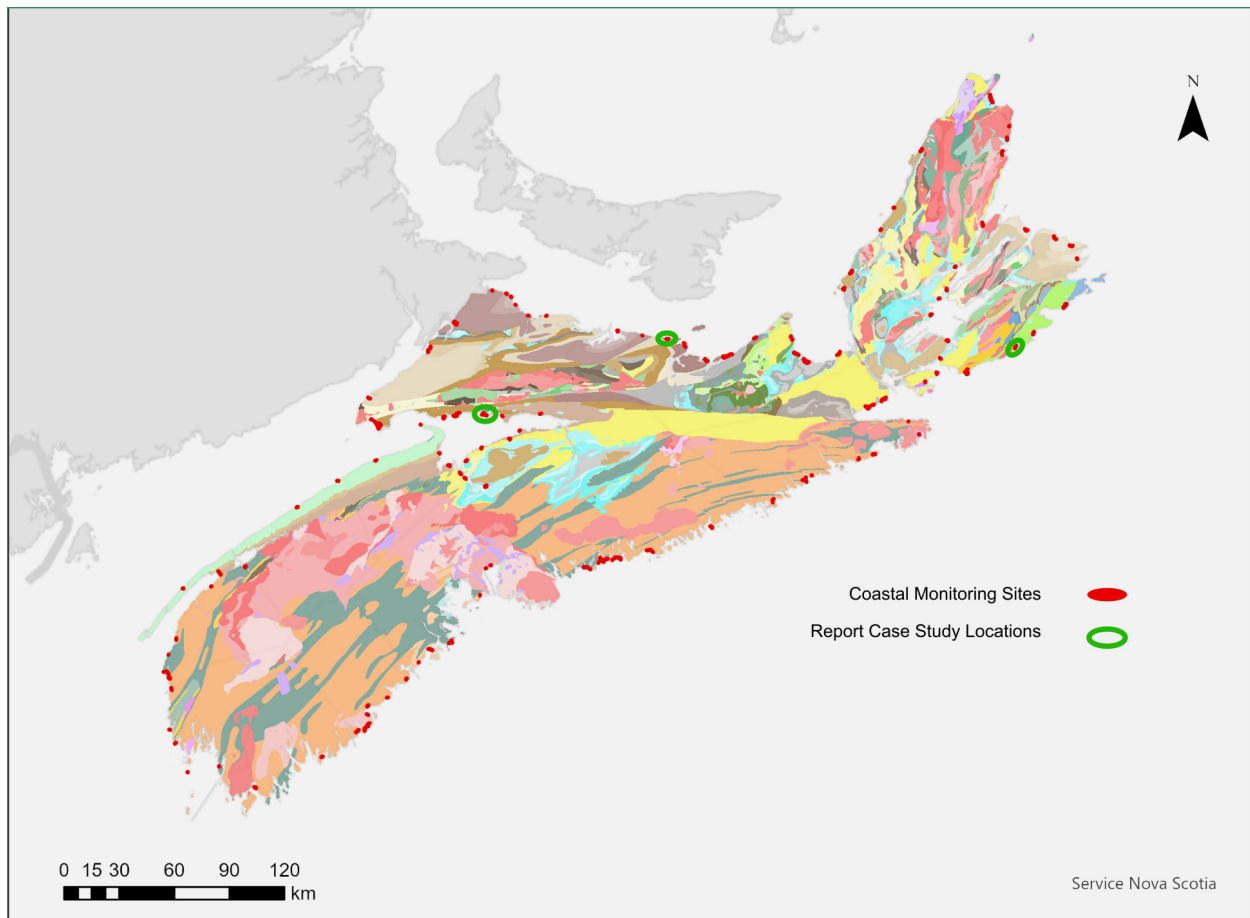 N
Coastal Monitoring Sites
Report Case Study Locations
0 15 30 60 90 120
km
Service Nova Scotia